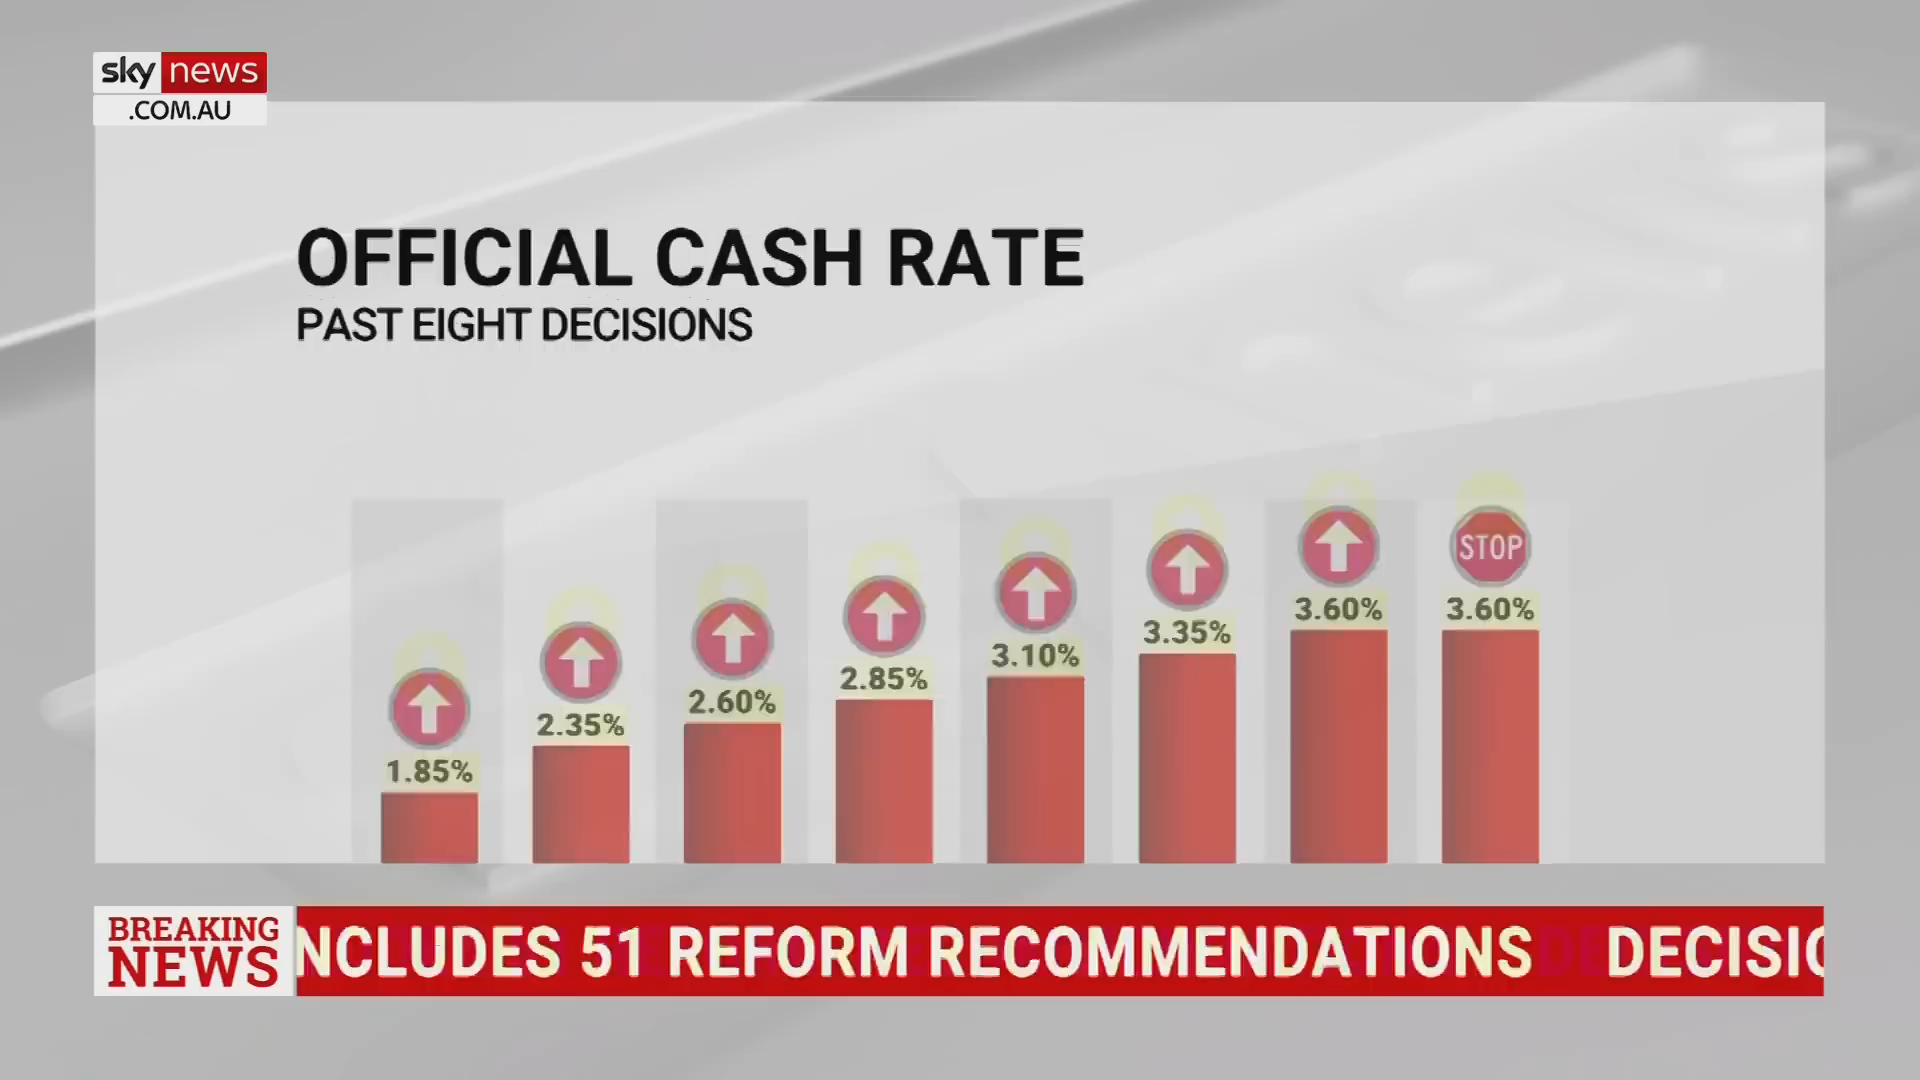 sky news
.COM.AU
OFFICIAL CASH RATE
PAST EIGHT DECISIONS
1.85%
2.35%
2.60%
2.85%
3.10%
3.35%
3.60%
STOP
3.60%
BREAKING
NEWS
NCLUDES 51 REFORM RECOMMENDATIONS DECISIO